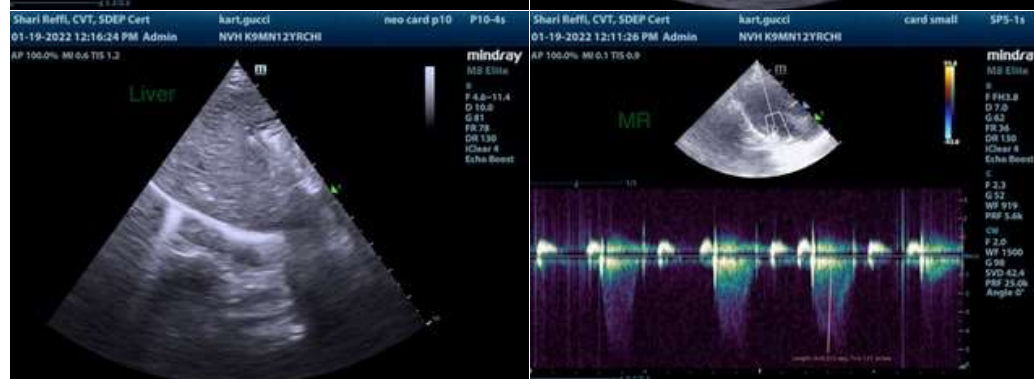 Shari Reffi, CVT, SDEP Cert kart,gucci neo card p10 P10-4s
01-19-2022 12:16:24 PM Admin NVH K9MN12YRCHI
AP 100.0% MI 0.6 TIS 1.2
mindray
M8 Elite
Liver
B
F 4.6-11.4
D 10.0
G 81
FR 78
DR 130
iClear 4
Echo Boost
Shari Reffi, CVT, SDEP Cert kart,gucci card small SP5-1s
01-19-2022 12:11:26 PM Admin NVH K9MN12YRCHI
AP 100.0% MI 0.1 TIS 0.9
mindray
M8 Elite
MR
B
F FH3.8
D 7.0
G 62
FR 36
DR 130
iClear 4
Echo Boost
C
F 2.3
G 52
WF 919
PRF 5.6k
CW
F 2.0
WF 1500
G 98
SVD 42.4
PRF 25.0k
Angle 0°
1/1